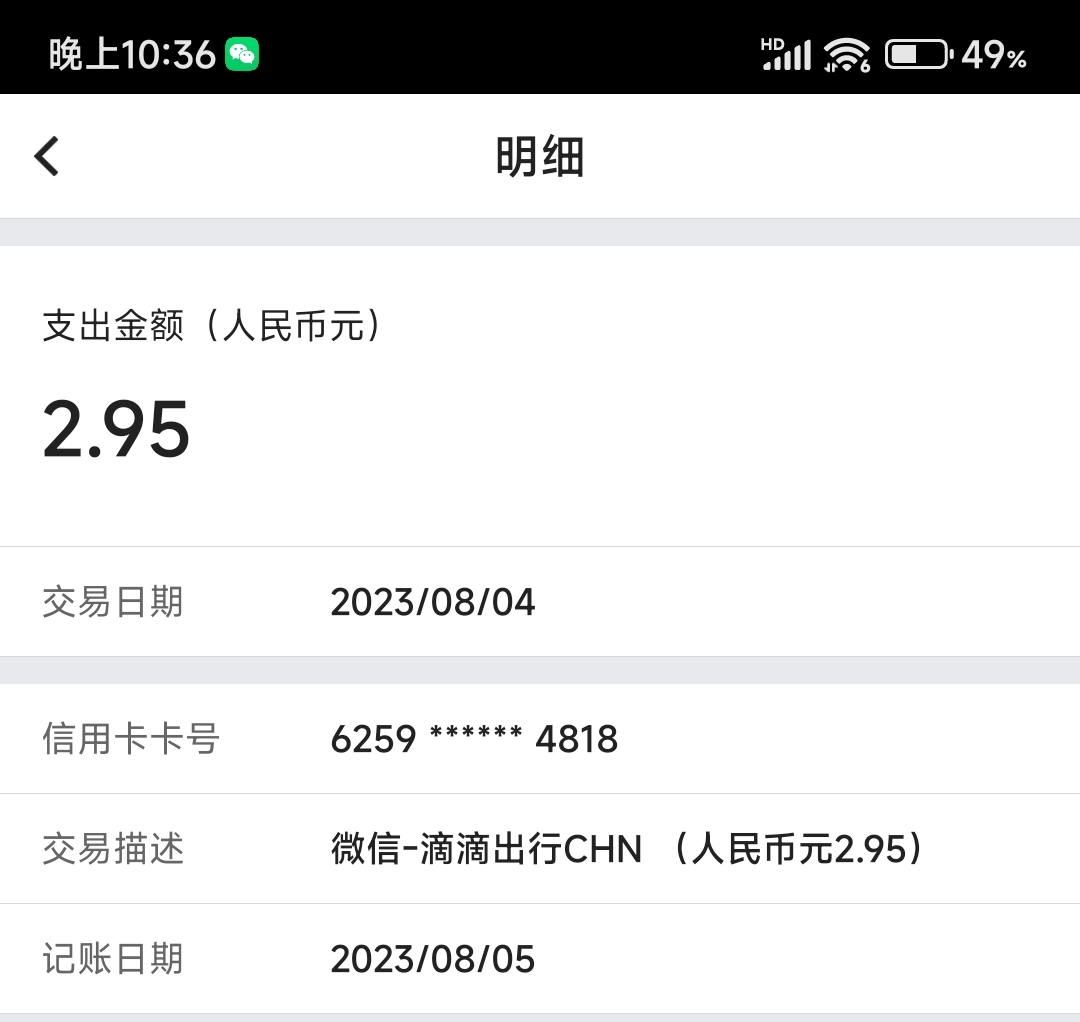 晚上10:36 HD 6 49%
明细
支出金额（人民币元）
2.95
交易日期 2023/08/04
信用卡卡号 6259 ****** 4818
交易描述 微信-滴滴出行CHN （人民币元2.95）
记账日期 2023/08/05